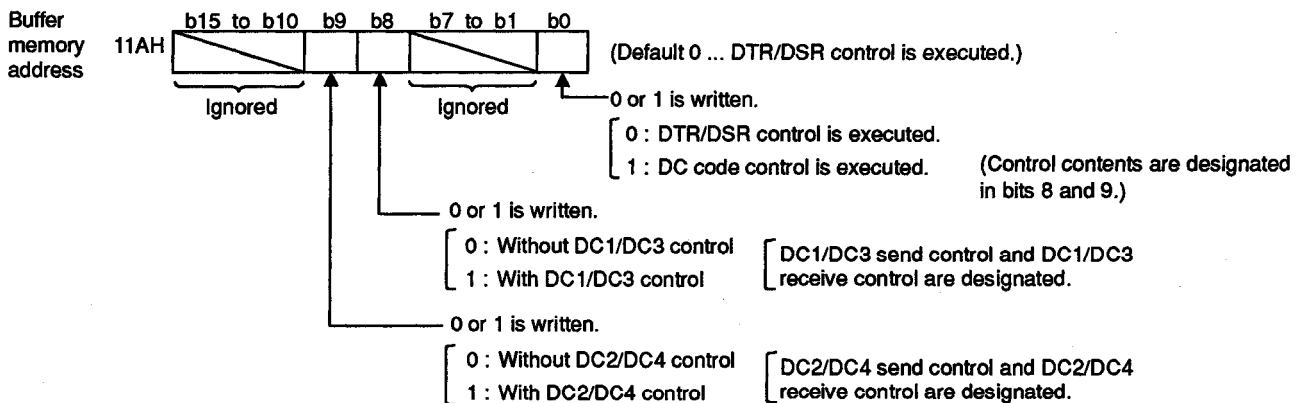 Buffer memory address
11AH
b15 to b10 b9 b8 b7 to b1 b0
(Default 0 ... DTR/DSR control is executed.)
Ignored
Ignored
0 or 1 is written.
0 : DTR/DSR control is executed.
1 : DC code control is executed.
(Control contents are designated in bits 8 and 9.)
0 or 1 is written.
0 : Without DC1/DC3 control
1 : With DC1/DC3 control
DC1/DC3 send control and DC1/DC3
receive control are designated.
0 or 1 is written.
0 : Without DC2/DC4 control
1 : With DC2/DC4 control
DC2/DC4 send control and DC2/DC4
receive control are designated.